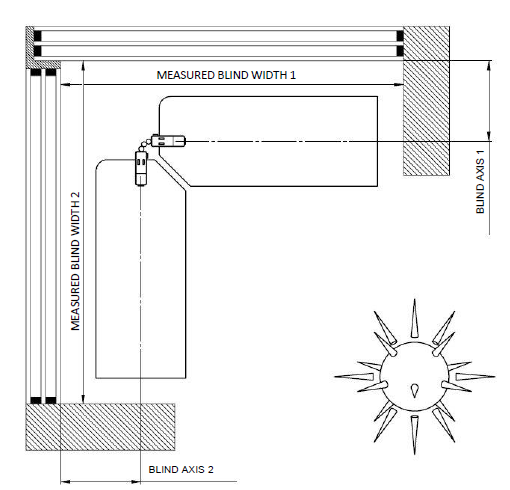 MEASURED BLIND WIDTH 1
BLIND AXIS 1
MEASURED BLIND WIDTH 2
BLIND AXIS 2